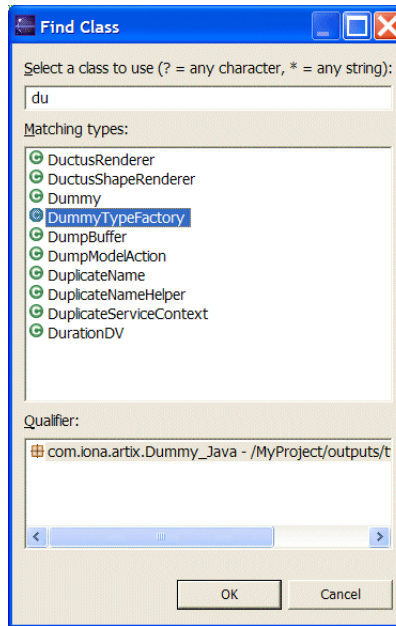 Find Class
Select a class to use (? = any character, * = any string):
du
Matching types:
DuctusRenderer
DuctusShapeRenderer
Dummy
DummyTypeFactory
DumpBuffer
DumpModelAction
DuplicateName
DuplicateNameHelper
DuplicateServiceContext
DurationDV
Qualifier:
com.iona.artix.Dummy_Java - /MyProject/outputs/t
OK
Cancel